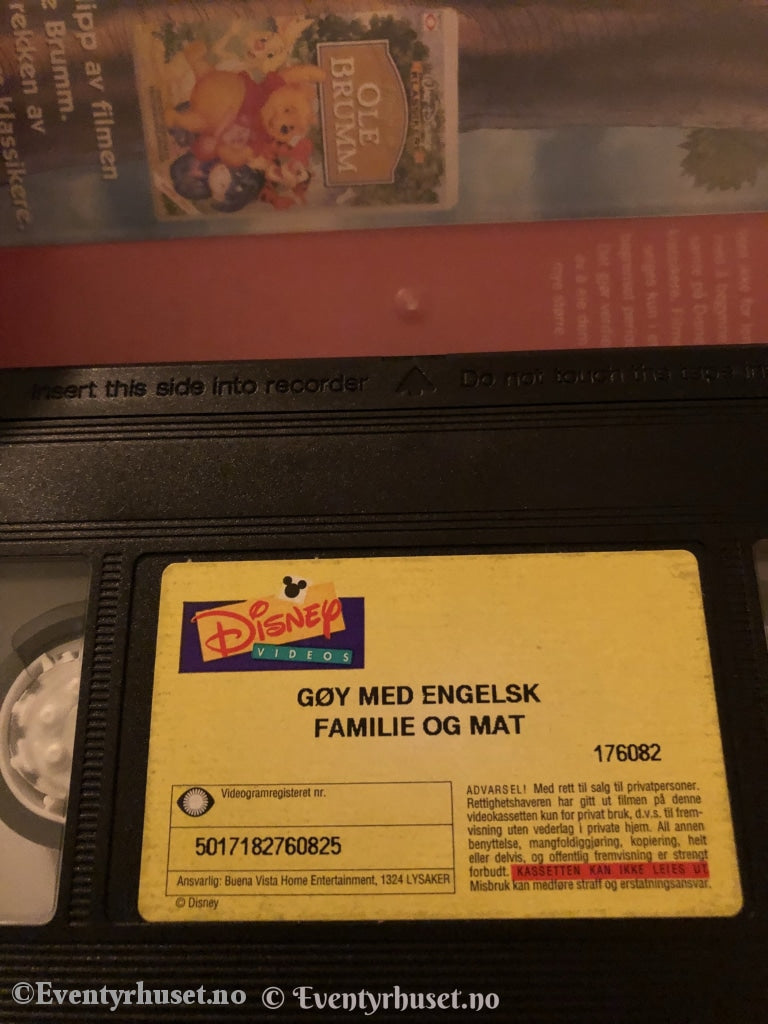 ipp av filmen
Brumm.
rekken av
klassikere.
OLE
BRUMM
Insert this side into recorder
Do not touch the tape in
DISNEY
VIDEOS
GØY MED ENGELSK
FAMILIE OG MAT
176082
Videogramregisteret nr.
5017182760825
Ansvarlig: Buena Vista Home Entertainment, 1324 LYSAKER
© Disney
ADVARSEL! Med rett til salg til privatpersoner.
Rettighetshaveren har gitt ut filmen på denne
videokassetten kun for privat bruk, d.v.s. til frem-
visning uten vederlag i private hjem. All annen
benyttelse, mangfoldiggjøring, kopiering, helt
eller delvis, og offentlig fremvisning er strengt
forbudt. KASSETTEN KAN IKKE LEIES UT.
Misbruk kan medføre straff og erstatningsansvar.
©Eventyrhuset.no © Eventyrhuset.no